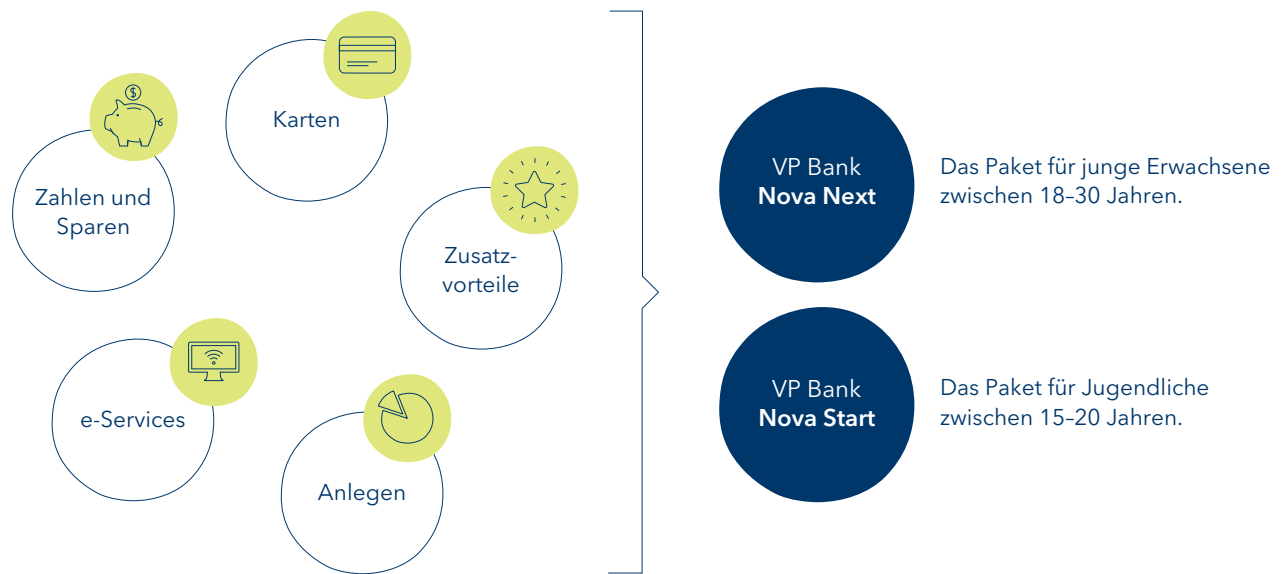 Karten
Zahlen und
Sparen
Zusatz-
vorteile
e-Services
Anlegen
VP Bank
Nova Next
Das Paket für junge Erwachsene
zwischen 18–30 Jahren.
VP Bank
Nova Start
Das Paket für Jugendliche
zwischen 15–20 Jahren.
$